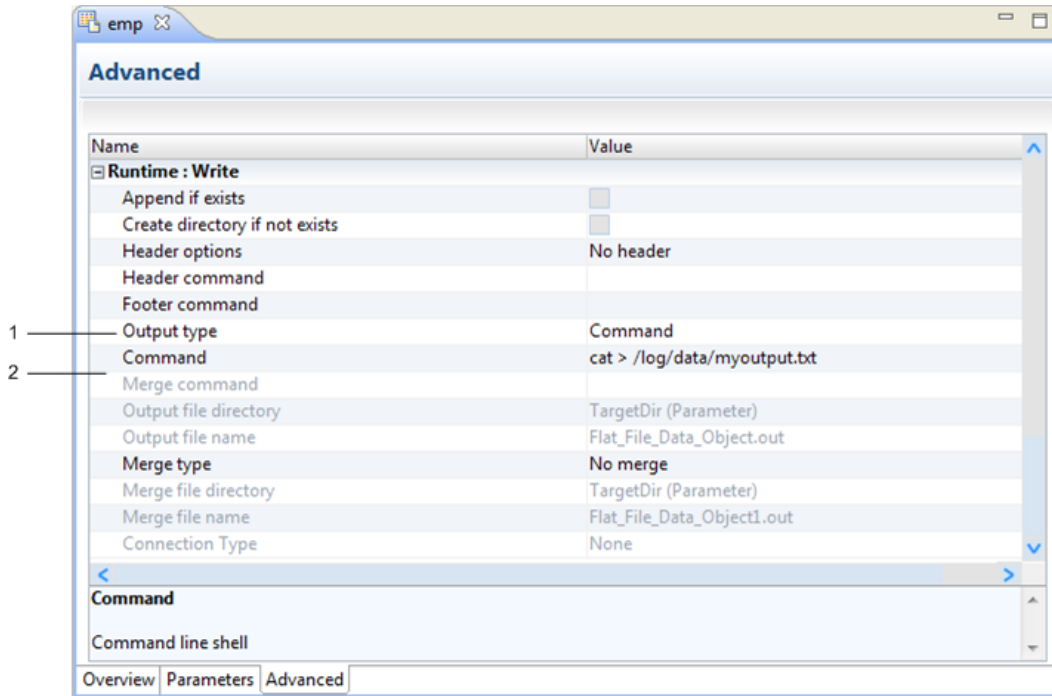 emp
Advanced
Name Value
Runtime : Write
Append if exists
Create directory if not exists
Header options No header
Header command
Footer command
1 Output type Command
Command cat > /log/data/myoutput.txt
2
Merge command
Output file directory TargetDir (Parameter)
Output file name Flat_File_Data_Object.out
Merge type No merge
Merge file directory TargetDir (Parameter)
Merge file name Flat_File_Data_Object1.out
Connection Type None
Command
Command line shell
Overview Parameters Advanced